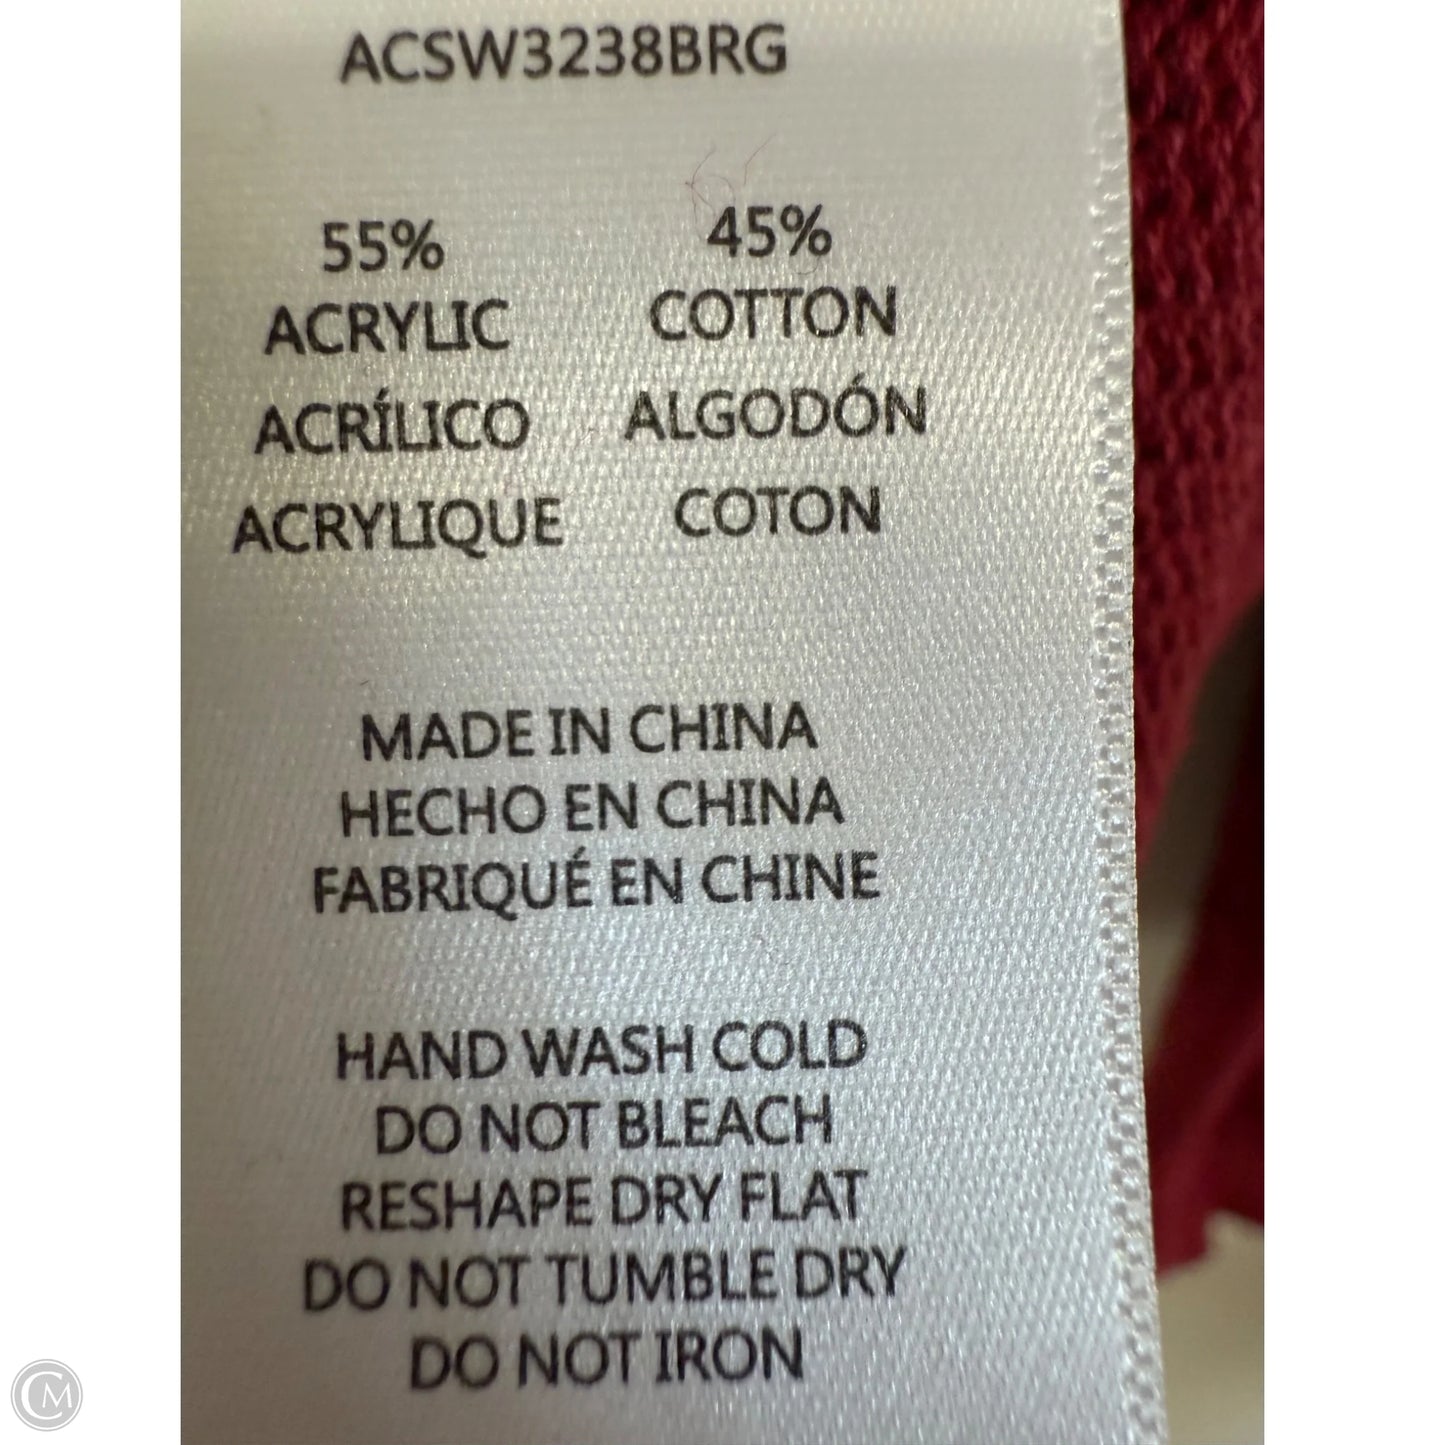 ACSW3238BRG
55% 45%
ACRYLIC COTTON
ACRÍLICO ALGODÓN
ACRYLIQUE COTON
MADE IN CHINA
HECHO EN CHINA
FABRIQUÉ EN CHINE
HAND WASH COLD
DO NOT BLEACH
RESHAPE DRY FLAT
DO NOT TUMBLE DRY
DO NOT IRON
CM